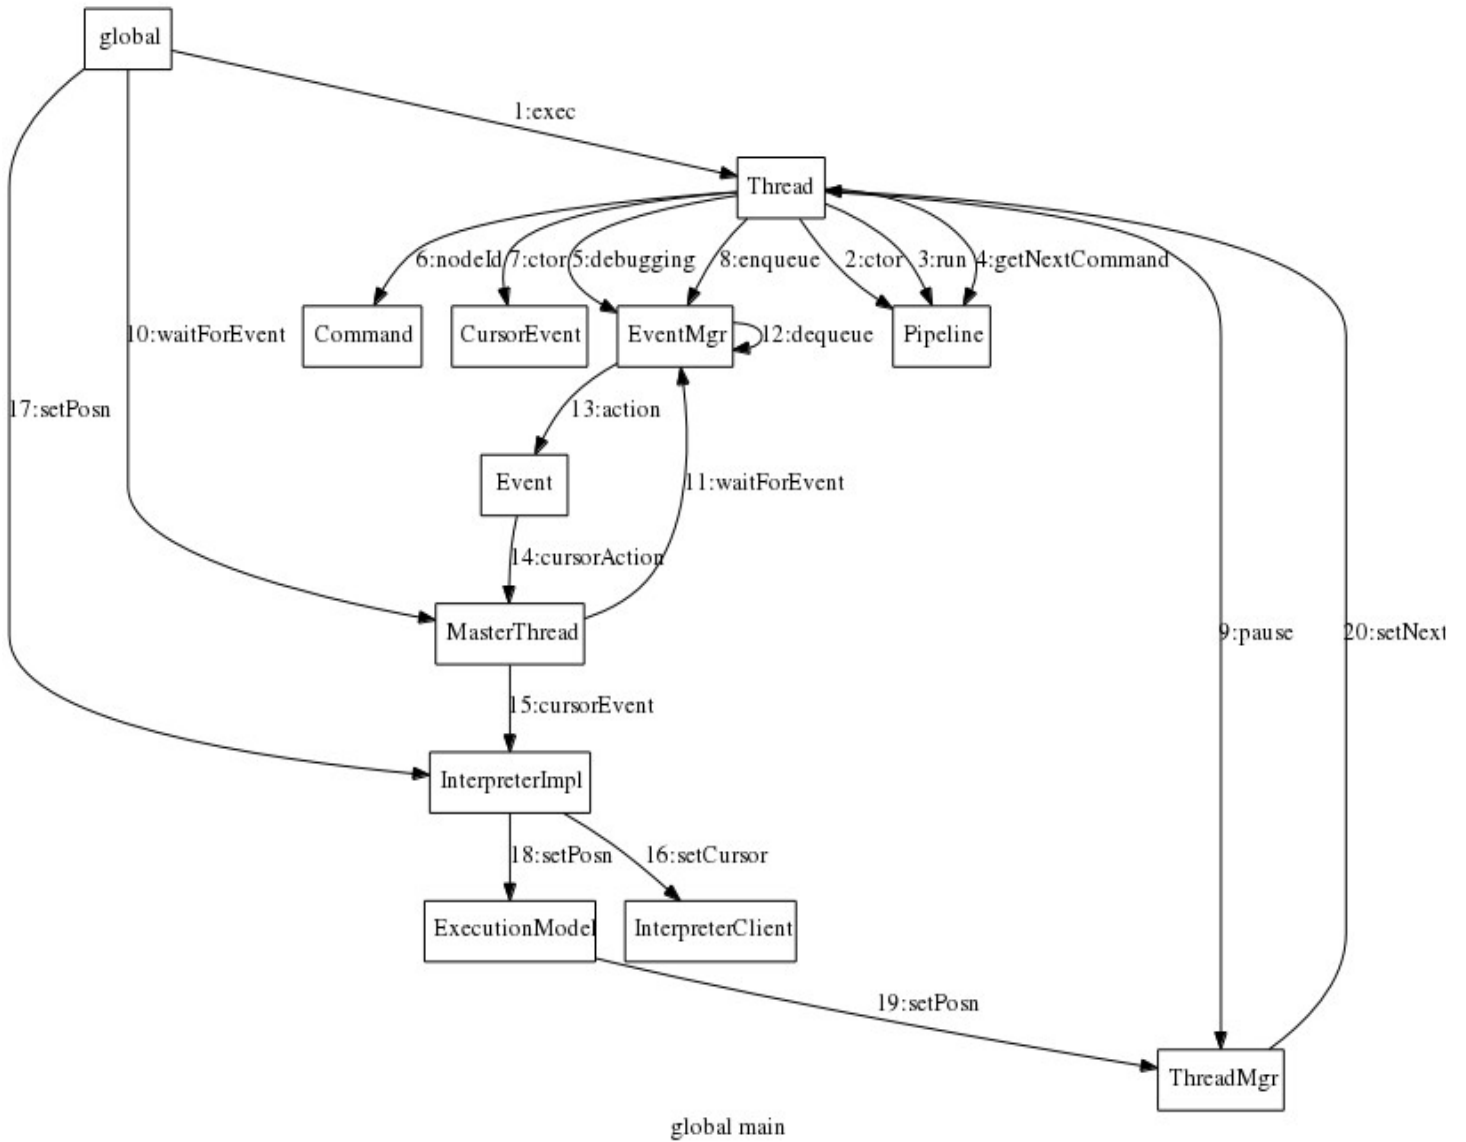 global
1:exec
Thread
6:nodeId
7:ctor
5:debugging
8:enqueue
2:ctor
3:run
4:getNextCommand
10:waitForEvent
Command
CursorEvent
EventMgr
12:dequeue
Pipeline
17:setPosn
13:action
Event
11:waitForEvent
14:cursorAction
MasterThread
9:pause
20:setNext
15:cursorEvent
InterpreterImpl
18:setPosn
16:setCursor
ExecutionModel
InterpreterClient
19:setPosn
ThreadMgr
global main